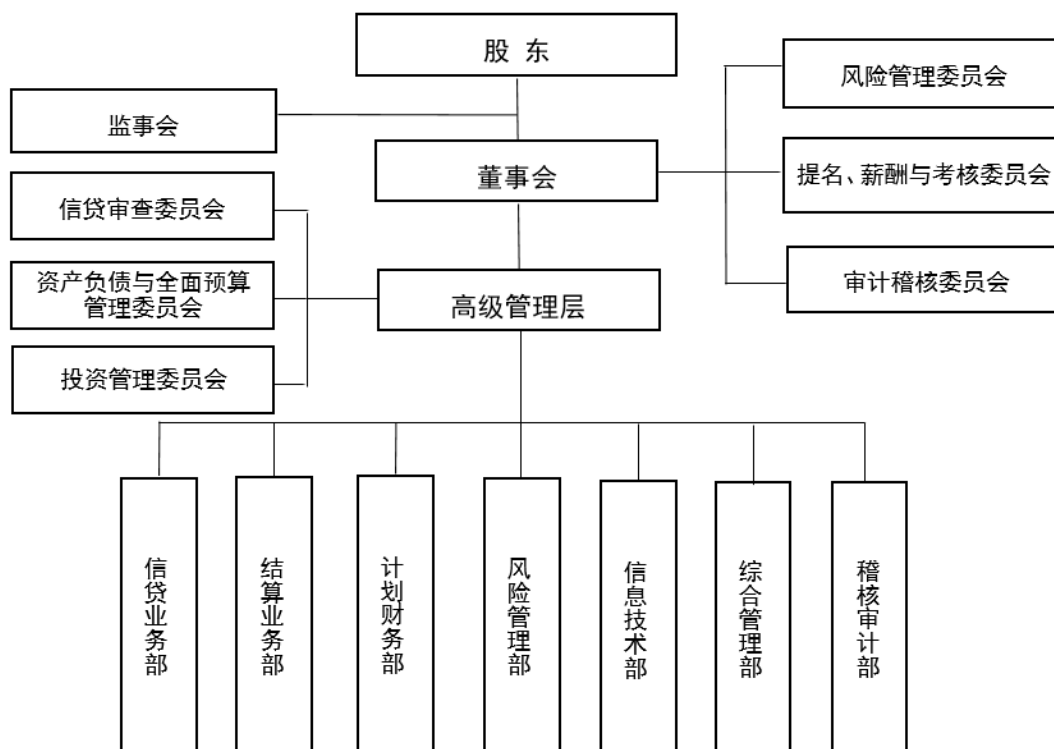 股 东
风险管理委员会
监事会
董事会
提名、薪酬与考核委员会
信贷审查委员会
资产负债与全面预算
管理委员会
高级管理层
审计稽核委员会
投资管理委员会
信贷业务部
结算业务部
计划财务部
风险管理部
信息技术部
综合管理部
稽核审计部